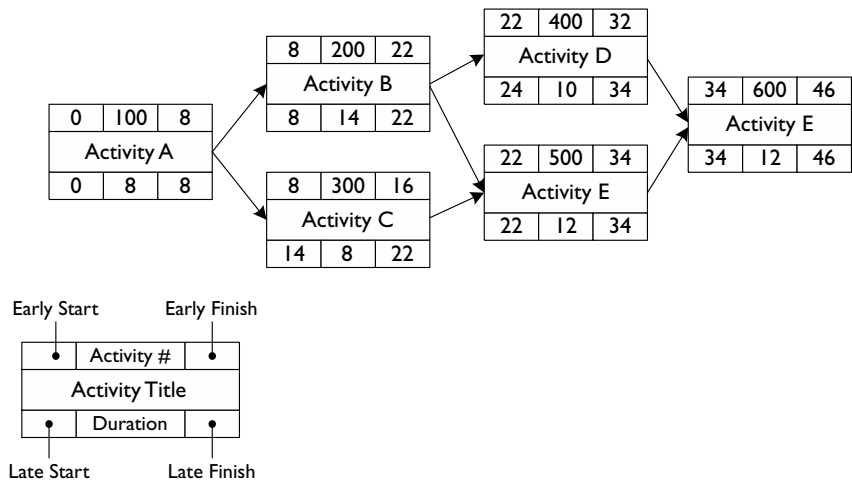 0 100 8
Activity A
0 8 8
8 200 22
Activity B
8 14 22
8 300 16
Activity C
14 8 22
22 400 32
Activity D
24 10 34
22 500 34
Activity E
22 12 34
34 600 46
Activity E
34 12 46
Early Start Early Finish
Activity #
Activity Title
Duration
Late Start Late Finish